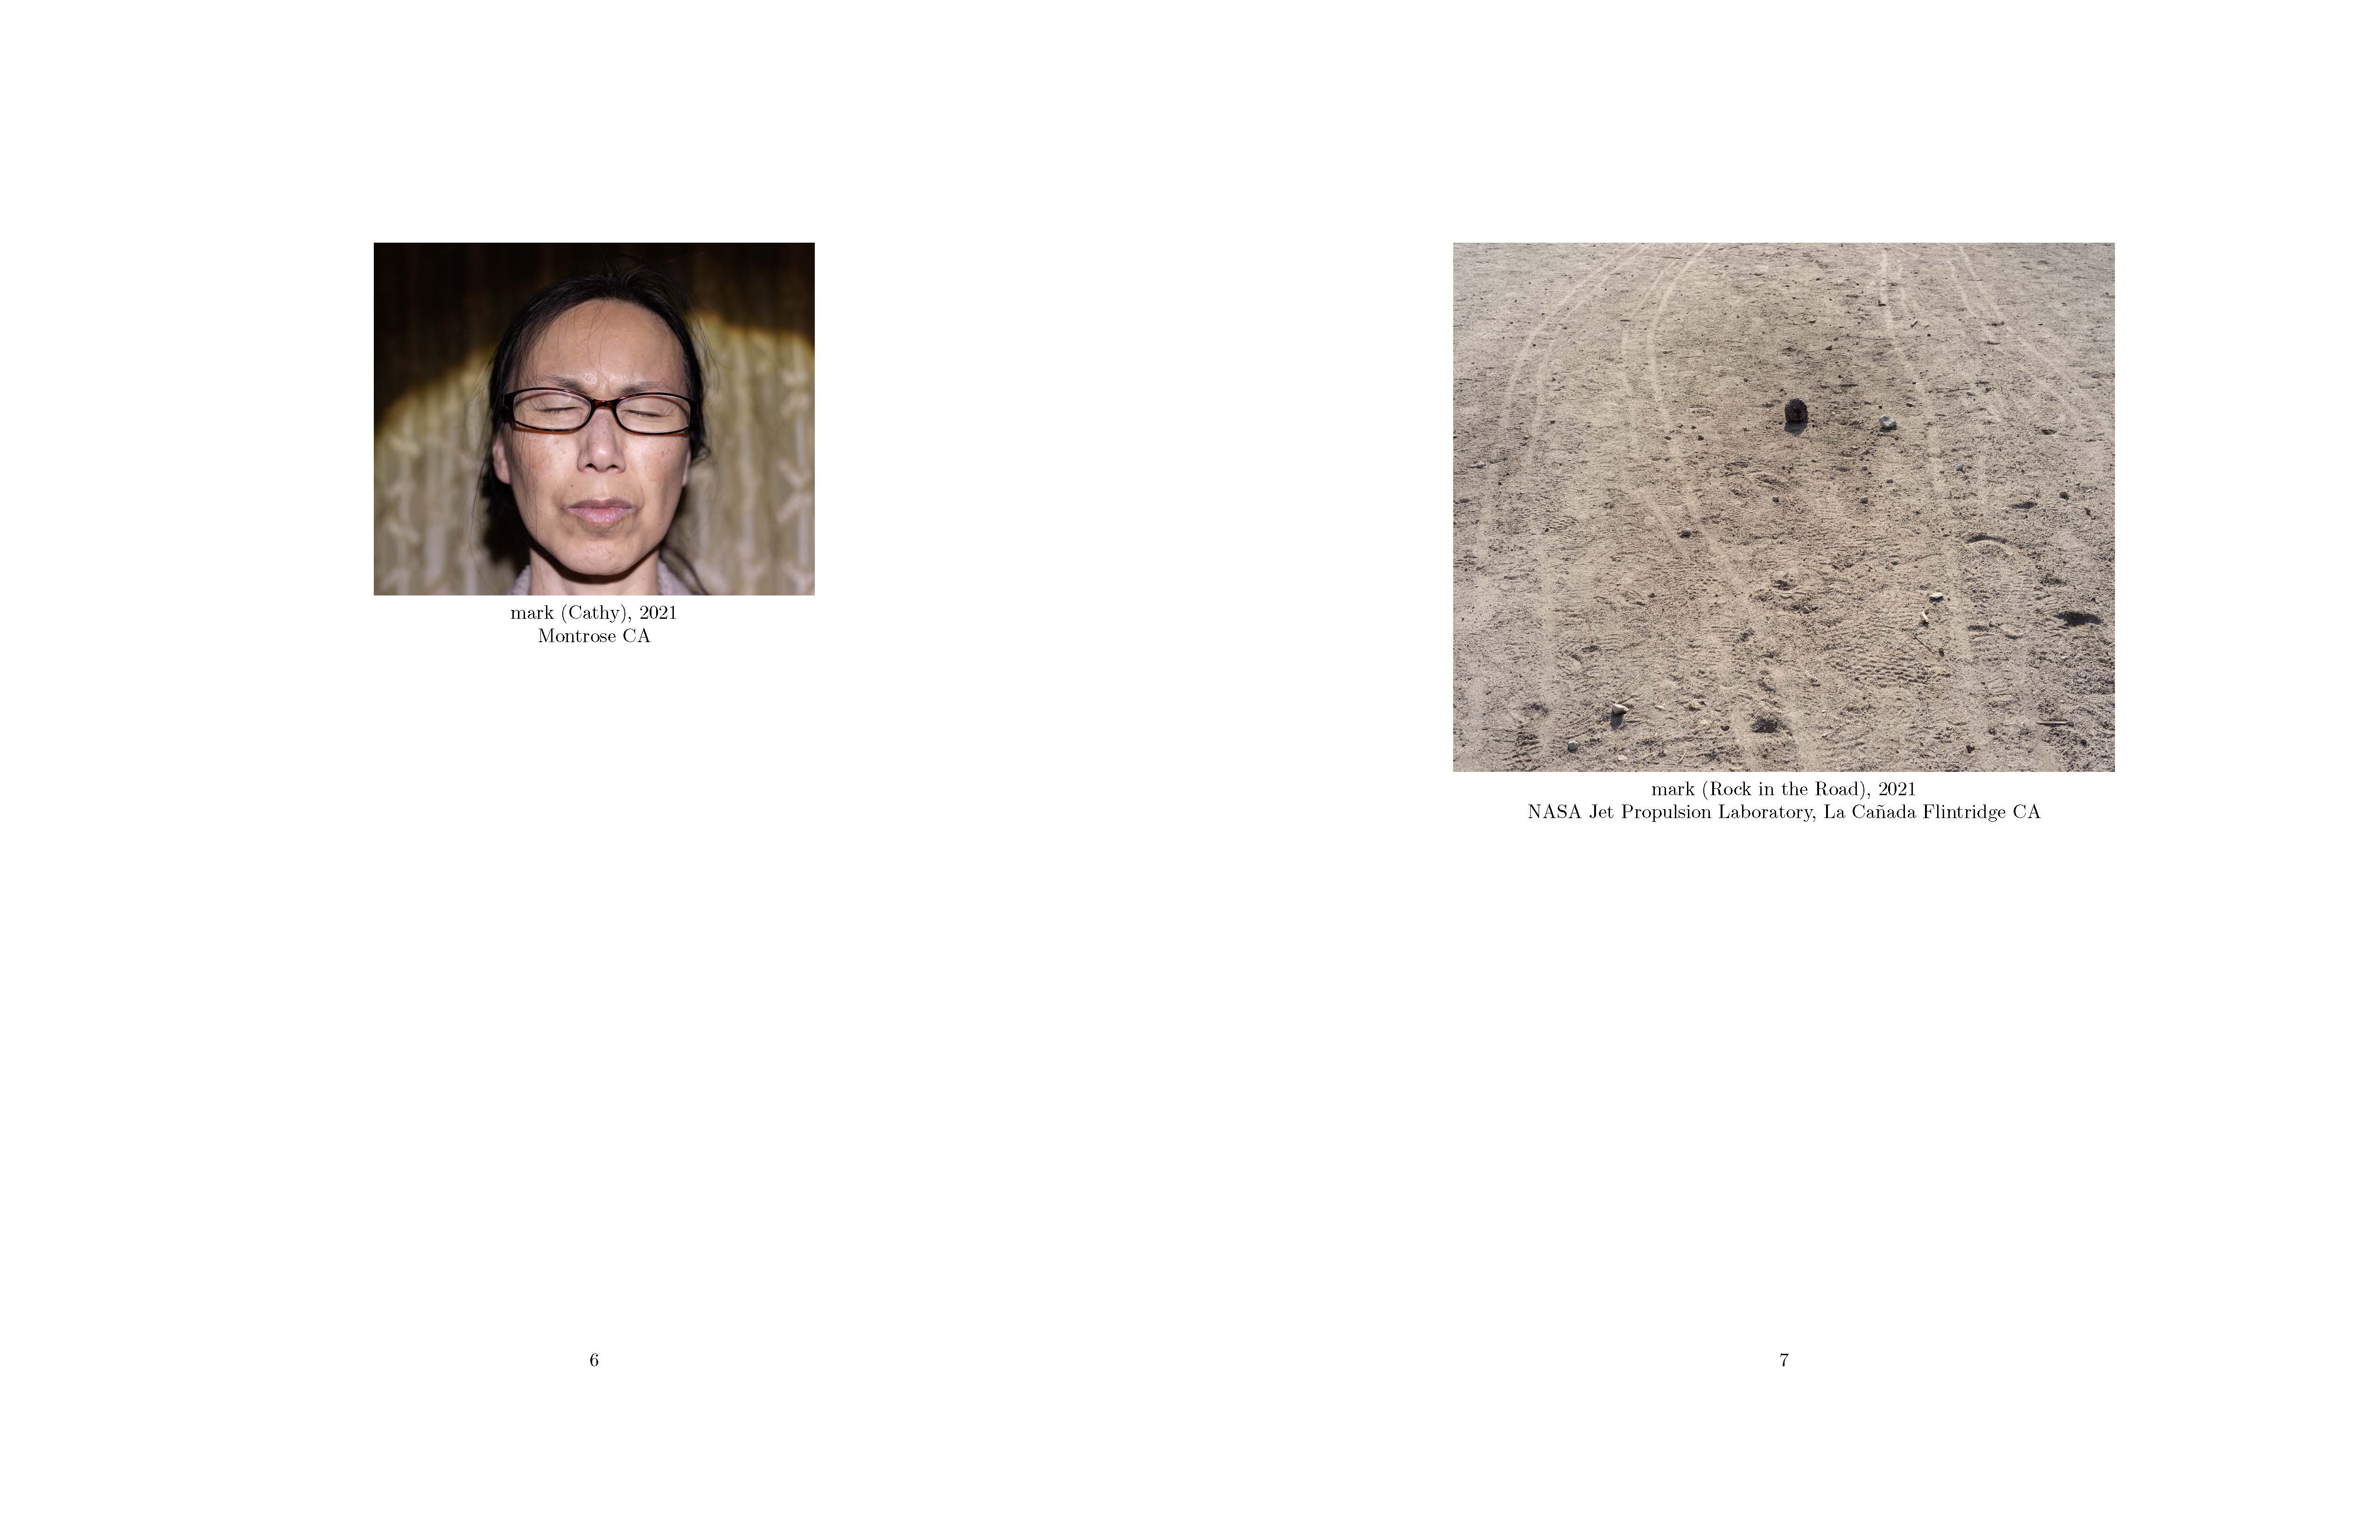 mark (Cathy), 2021
Montrose CA
6
mark (Rock in the Road), 2021
NASA Jet Propulsion Laboratory, La Cañada Flintridge CA
7